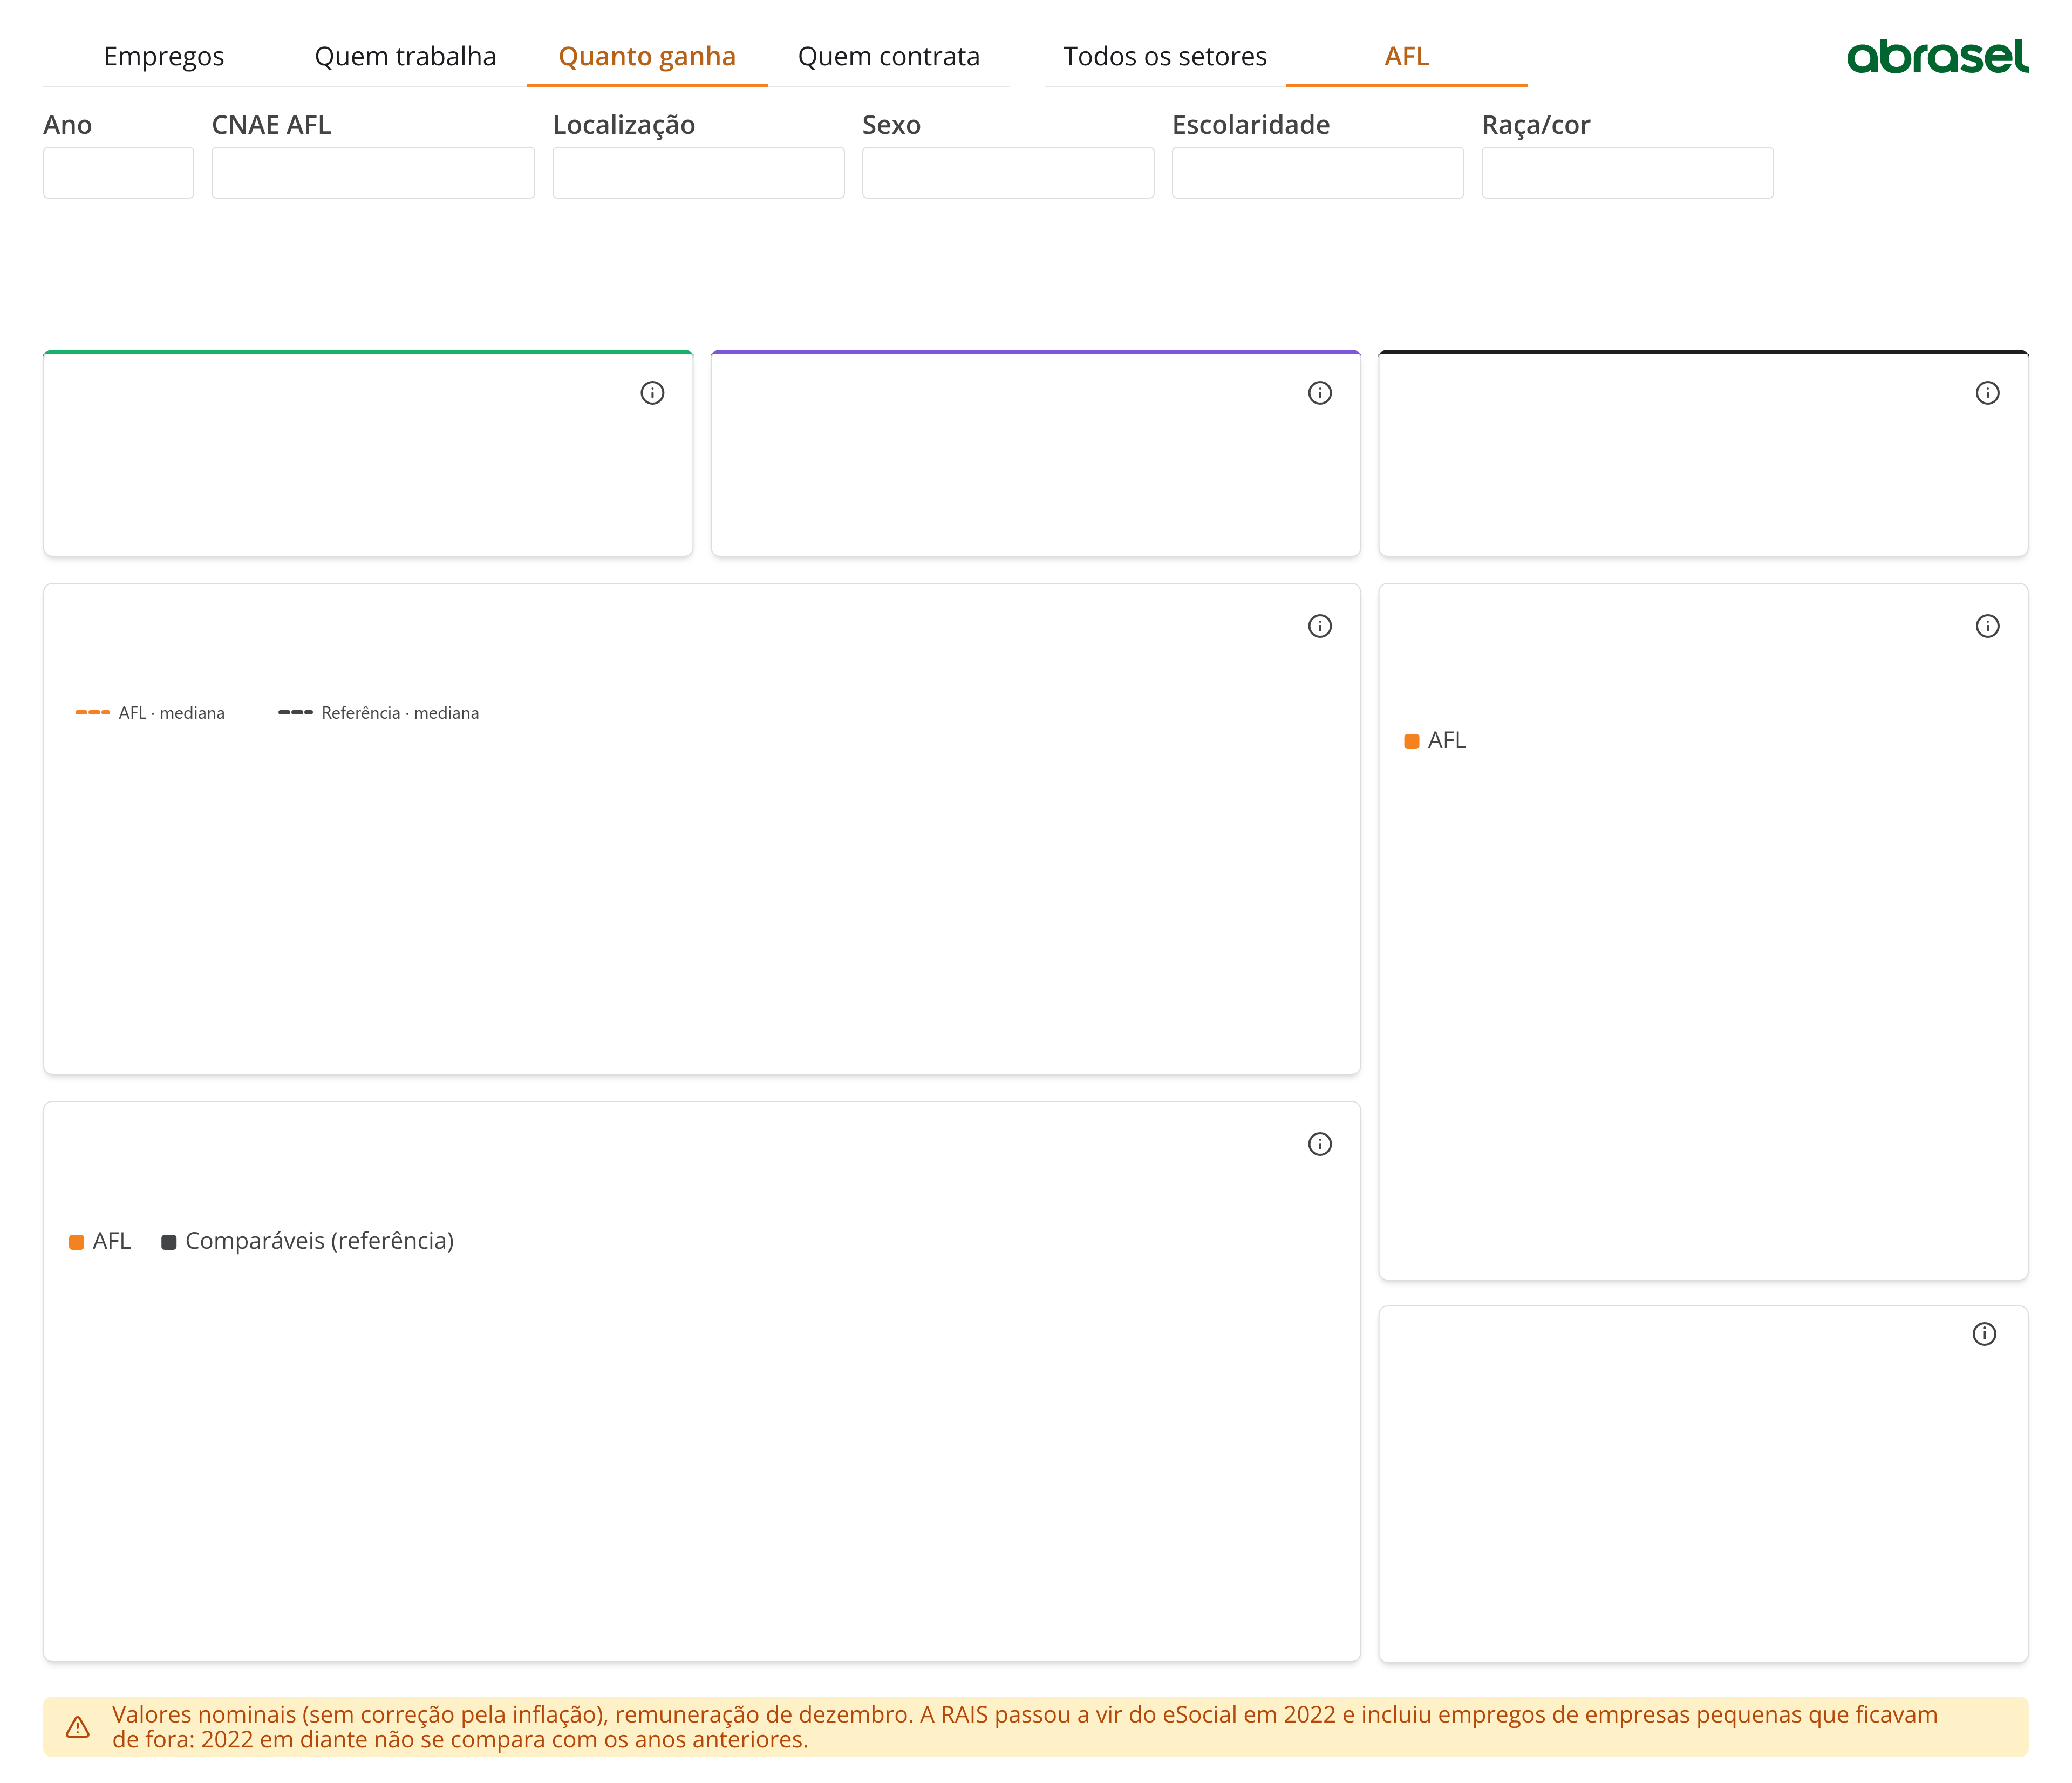 Empregos
Quem trabalha
Quanto ganha
Quem contrata
Todos os setores
AFL
abrasel
Ano
CNAE AFL
Localização
Sexo
Escolaridade
Raça/cor
AFL · mediana
Referência · mediana
AFL
AFL
Comparáveis (referência)
Valores nominais (sem correção pela inflação), remuneração de dezembro. A RAIS passou a vir do eSocial em 2022 e incluiu empregos de empresas pequenas que ficavam
de fora: 2022 em diante não se compara com os anos anteriores.